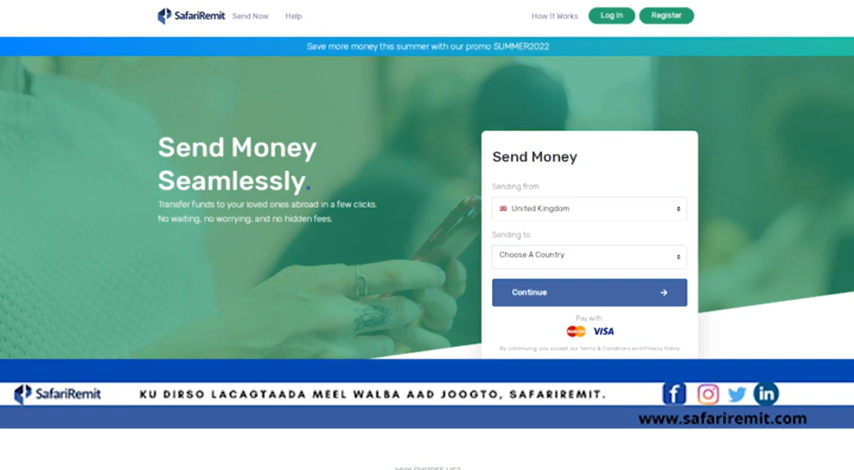 SafariRemit Send Now Help How It Works Log In Register
Save more money this summer with our promo SUMMER2022
Send Money
Seamlessly.
Transfer funds to your loved ones abroad in a few clicks.
No waiting, no worrying, and no hidden fees.
Send Money
Sending from
United Kingdom
Sending to
Choose A Country
Continue
Pay with
MasterCard VISA
By continuing, you accept our Terms & Conditions and Privacy Policy
SafariRemit KU DIRSO LACAGTAADA MEEL WALBA AAD JOOGTO, SAFARIREMIT.
www.safariremit.com
WHY CHOOSE US?